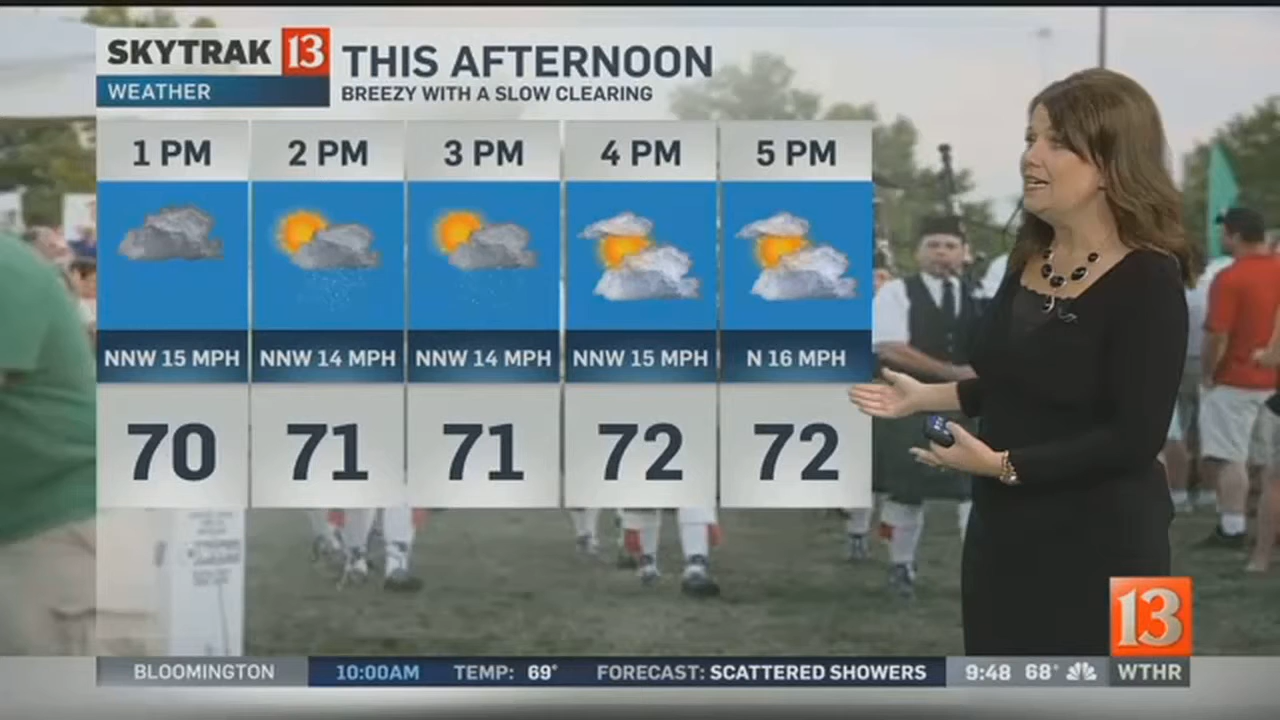 SKYTRAK 13
WEATHER
THIS AFTERNOON
BREEZY WITH A SLOW CLEARING
1 PM 2 PM 3 PM 4 PM 5 PM
NNW 15 MPH NNW 14 MPH NNW 14 MPH NNW 15 MPH N 16 MPH
70 71 71 72 72
13
BLOOMINGTON 10:00AM TEMP: 69° FORECAST: SCATTERED SHOWERS 9:48 68° WTHR